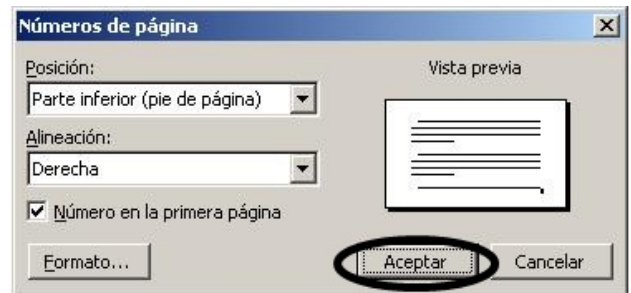 Números de página
Posición:
Vista previa
Parte inferior (pie de página)
Alineación:
Derecha
Número en la primera página
Formato...
Aceptar
Cancelar